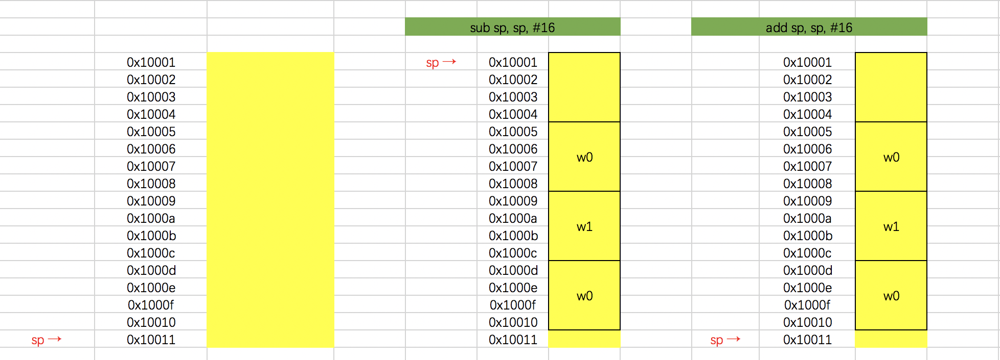 sub sp, sp, #16 add sp, sp, #16
0x10001 sp → 0x10001 0x10001
0x10002 0x10002 0x10002
0x10003 0x10003 0x10003
0x10004 0x10004 0x10004
0x10005 0x10005 0x10005
0x10006 0x10006 w0 0x10006 w0
0x10007 0x10007 0x10007
0x10008 0x10008 0x10008
0x10009 0x10009 0x10009
0x1000a 0x1000a w1 0x1000a w1
0x1000b 0x1000b 0x1000b
0x1000c 0x1000c 0x1000c
0x1000d 0x1000d 0x1000d
0x1000e 0x1000e w0 0x1000e w0
0x1000f 0x1000f 0x1000f
0x10010 0x10010 0x10010
sp → 0x10011 0x10011 sp → 0x10011